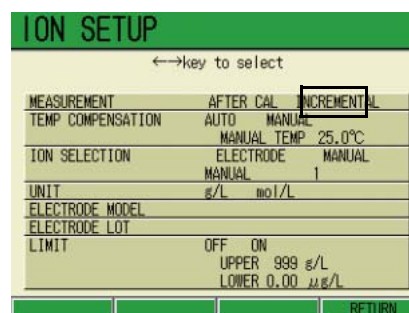 ION SETUP
←→key to select
MEASUREMENT AFTER CAL INCREMENTAL
TEMP COMPENSATION AUTO MANUAL
MANUAL TEMP 25.0°C
ION SELECTION ELECTRODE MANUAL
MANUAL 1
UNIT g/L mol/L
ELECTRODE MODEL
ELECTRODE LOT
LIMIT OFF ON
UPPER 999 g/L
LOWER 0.00 μg/L
RETURN